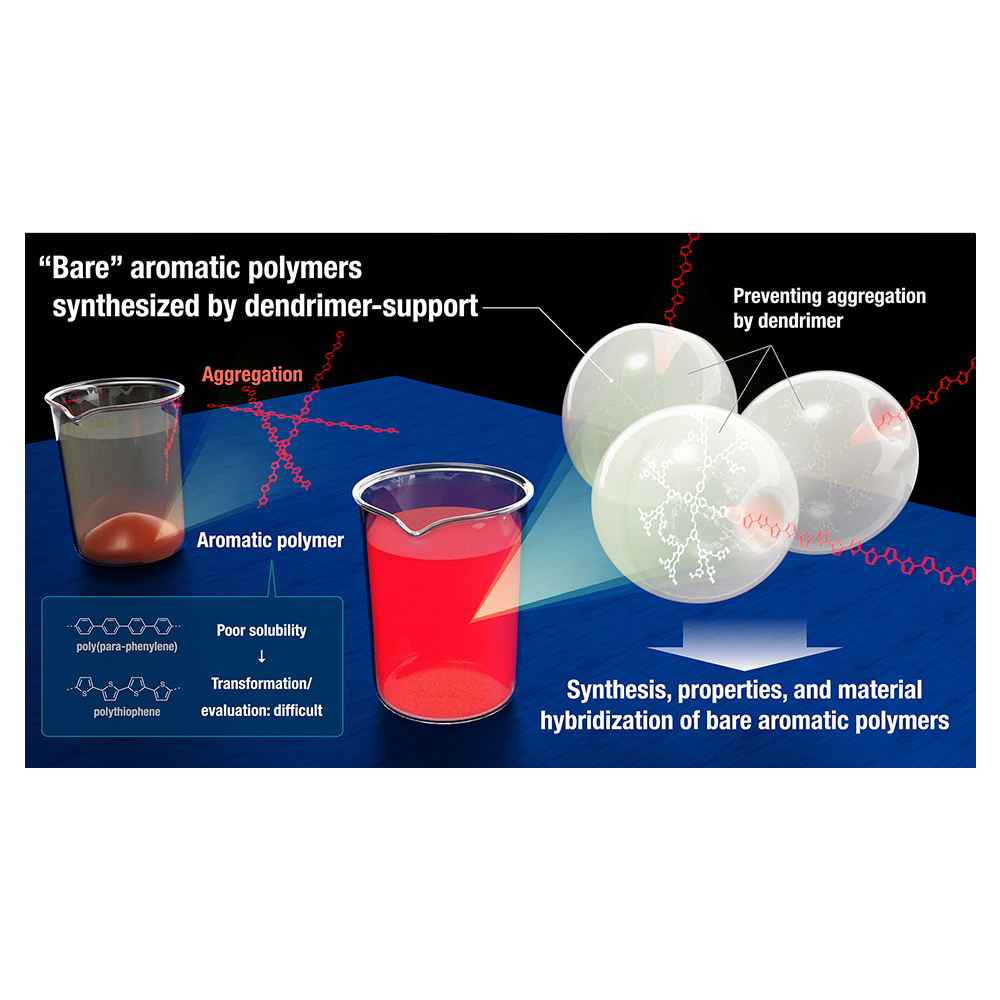 “Bare” aromatic polymers
synthesized by dendrimer-support
Preventing aggregation
by dendrimer
Aggregation
Aromatic polymer
poly(para-phenylene)
Poor solubility
↓
S
S
S
S
polythiophene
Transformation/
evaluation: difficult
Synthesis, properties, and material
hybridization of bare aromatic polymers